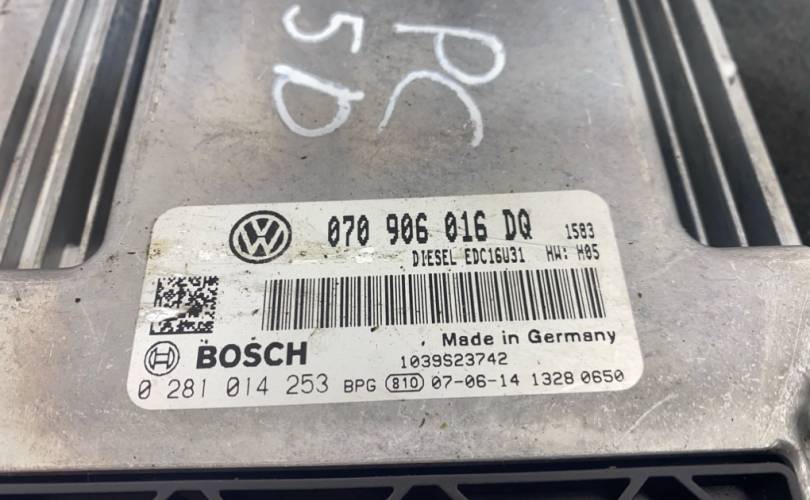 PC
5D
070 906 016 DQ 1583
DIESEL EDC16U31 HW: H05
Made in Germany
BOSCH
1039S23742
0 281 014 253 BPG 810 07-06-14 1328 0650